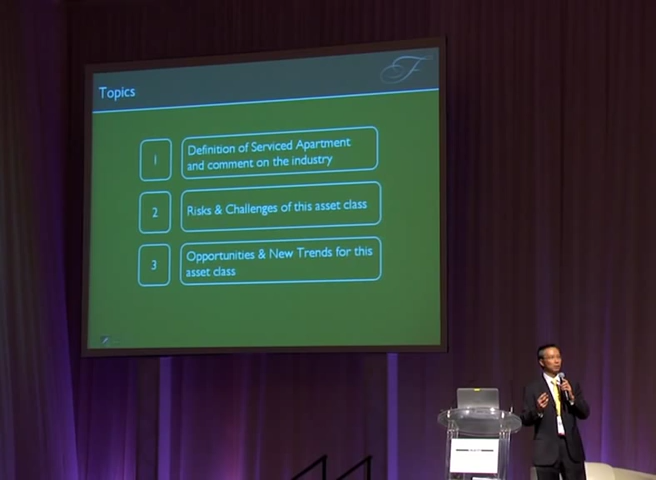 Topics
1
Definition of Serviced Apartment
and comment on the industry
2
Risks & Challenges of this asset class
3
Opportunities & New Trends for this
asset class